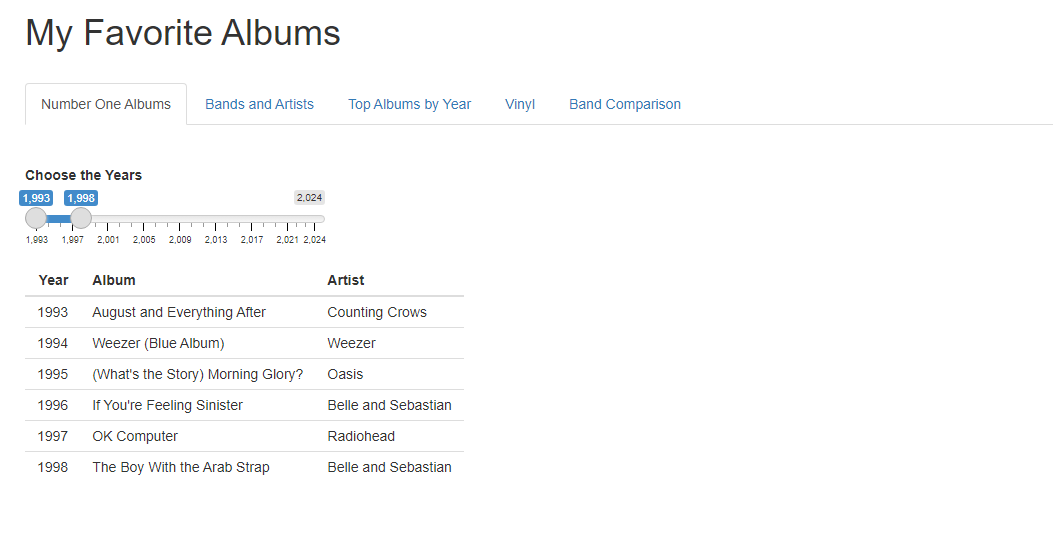 My Favorite Albums
Number One Albums Bands and Artists Top Albums by Year Vinyl Band Comparison
Choose the Years
1,993 1,998 2,024
1,993 1,997 2,001 2,005 2,009 2,013 2,017 2,021 2,024
Year Album Artist
1993 August and Everything After Counting Crows
1994 Weezer (Blue Album) Weezer
1995 (What's the Story) Morning Glory? Oasis
1996 If You're Feeling Sinister Belle and Sebastian
1997 OK Computer Radiohead
1998 The Boy With the Arab Strap Belle and Sebastian